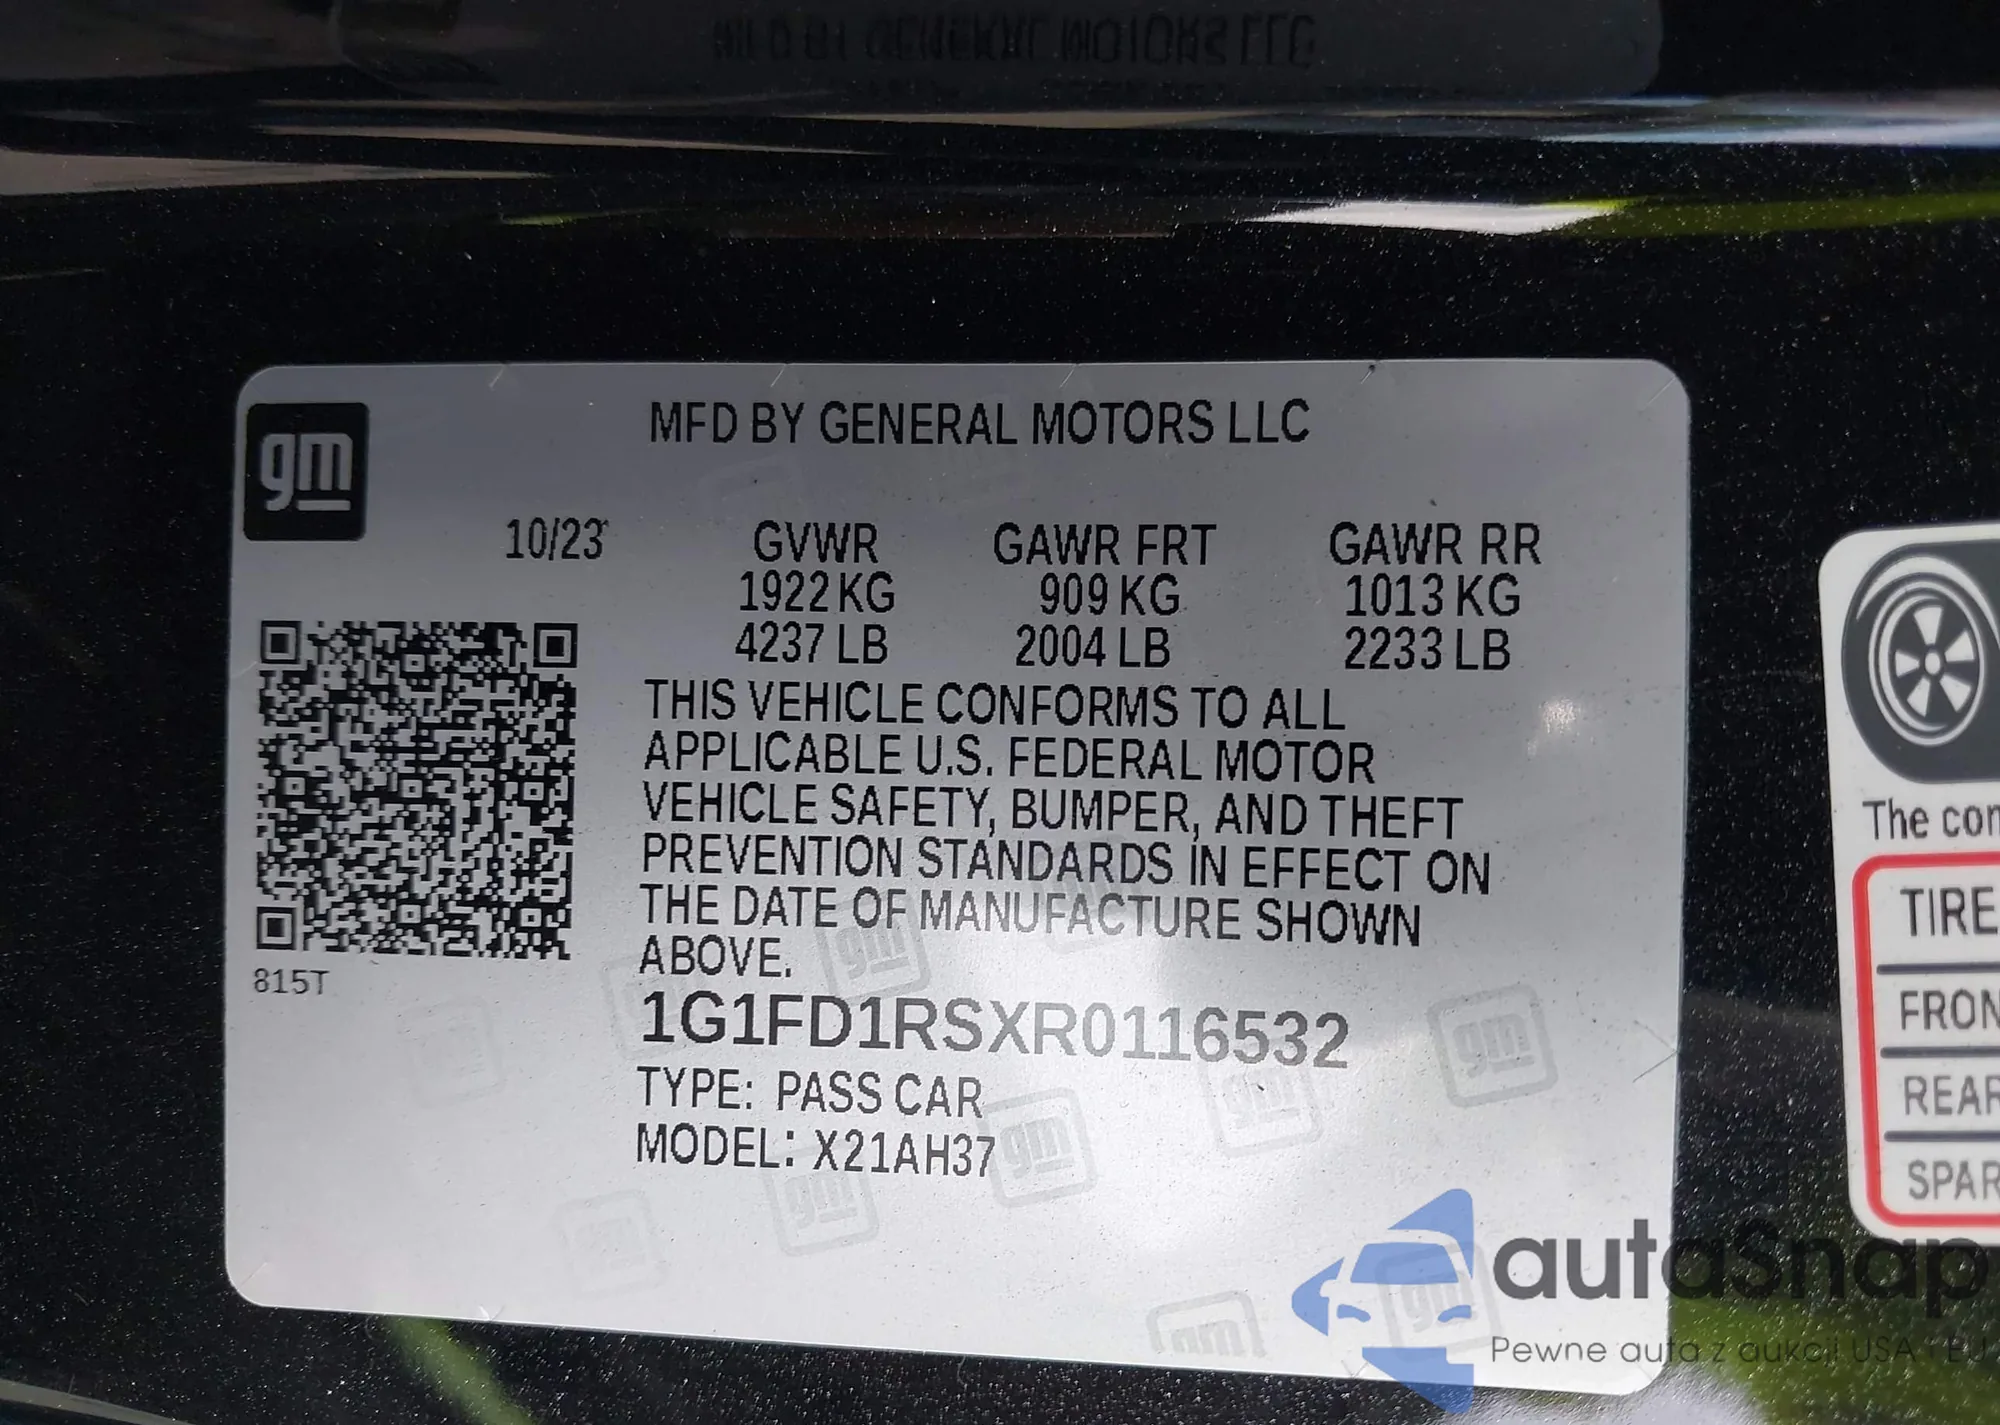 MFD BY GENERAL MOTORS LLC
gm
10/23 GVWR GAWR FRT GAWR RR
1922 KG 909 KG 1013 KG
4237 LB 2004 LB 2233 LB
THIS VEHICLE CONFORMS TO ALL
APPLICABLE U.S. FEDERAL MOTOR
VEHICLE SAFETY, BUMPER, AND THEFT
PREVENTION STANDARDS IN EFFECT ON
THE DATE OF MANUFACTURE SHOWN
ABOVE.
815T
1G1FD1RSXR0116532
TYPE: PASS CAR
MODEL: X21AH37
The con
TIRE
FRON
REAR
SPAR
autaSnap
Pewne auta z aukcji USA i EU